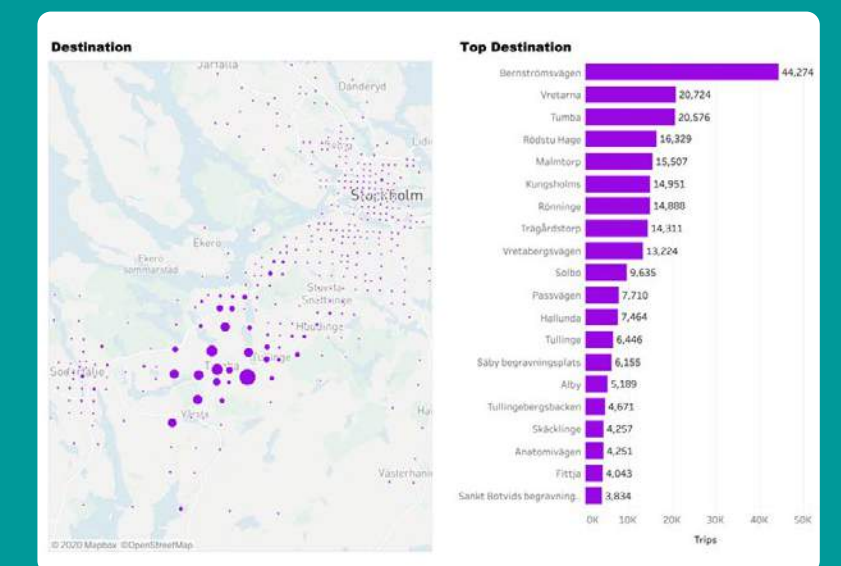 Destination
Järfälla
Danderyd
Stockholm
Ekerö
Ekerö
sommarstad
Huddinge
Tumba
Tullinge
Södertälje
Vårsta
© 2020 Mapbox ©OpenStreetMap
Top Destination
Bernströmsvägen 44,274
Vretarna 20,724
Tumba 20,576
Rödstu Hage 16,329
Malmtorp 15,507
Kungsholms 14,951
Rönninge 14,888
Trägårdstorp 14,311
Vretabergsvägen 13,224
Solbo 9,635
Passvägen 7,710
Hallunda 7,464
Tullinge 6,446
Säby begravningsplats 6,155
Alby 5,189
Tullingebergsbacken 4,671
Skäcklinge 4,257
Anatomivägen 4,251
Fittja 4,043
Sankt Botvids begravning.. 3,834
0K 10K 20K 30K 40K 50K
Trips